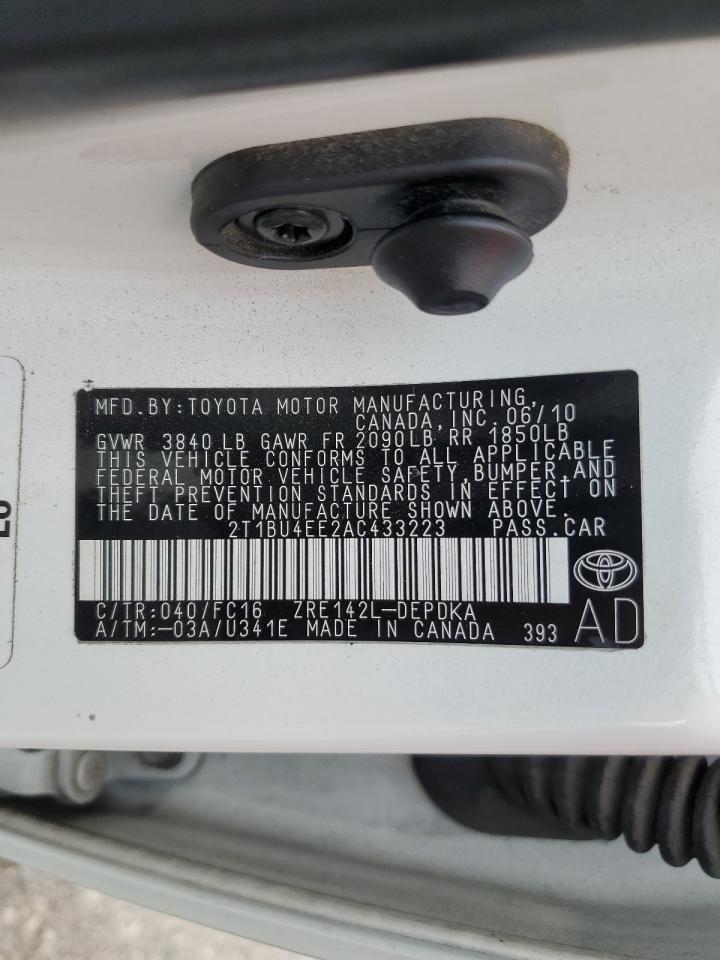 MFD.BY:TOYOTA MOTOR MANUFACTURING,
CANADA,INC. 06/10
GVWR 3840 LB GAWR FR 2090LB, RR 1850LB
THIS VEHICLE CONFORMS TO ALL APPLICABLE
FEDERAL MOTOR VEHICLE SAFETY,BUMPER,AND
THEFT PREVENTION STANDARDS IN EFFECT ON
THE DATE OF MANUFACTURE SHOWN ABOVE.
2T1BU4EE2AC433223 PASS.CAR
C/TR:040/FC16 ZRE142L-DEPDKA
A/TM:-03A/U341E MADE IN CANADA 393 AD